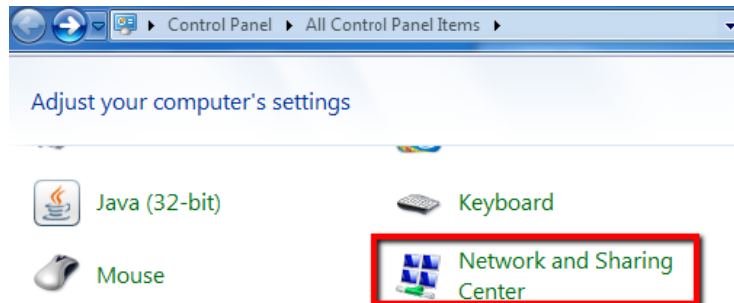 Control Panel All Control Panel Items
Adjust your computer's settings
Java (32-bit)
Keyboard
Mouse
Network and Sharing
Center